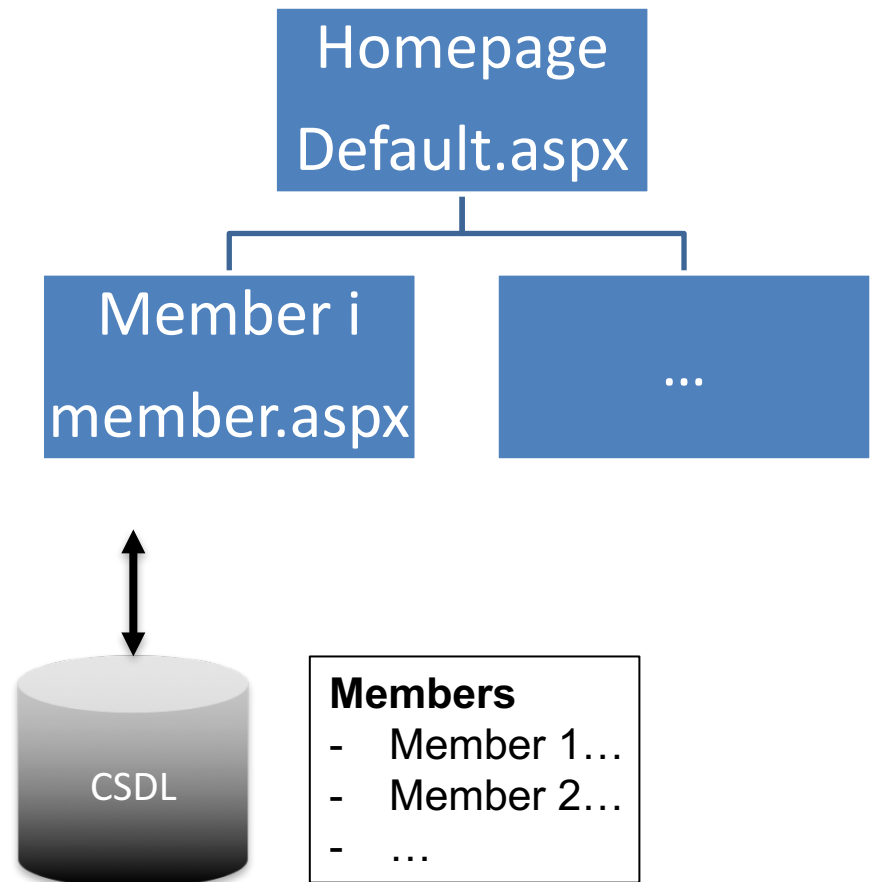 Homepage
Default.aspx
Member i
member.aspx
...
CSDL
Members
- Member 1…
- Member 2…
- …